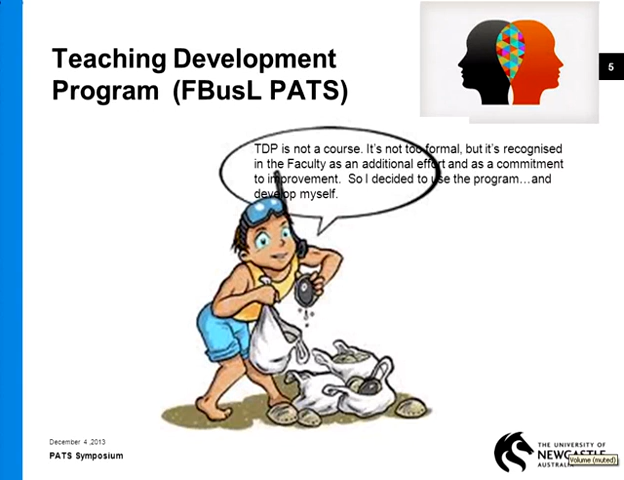 Teaching Development
Program (FBusL PATS)
5
TDP is not a course. It's not too formal, but it's recognised
in the Faculty as an additional effort and as a commitment
to improvement. So I decided to use the program…and
develop myself.
December 4 ,2013
PATS Symposium
THE UNIVERSITY OF
NEWCASTLE
AUSTRALIA
Volume (muted)